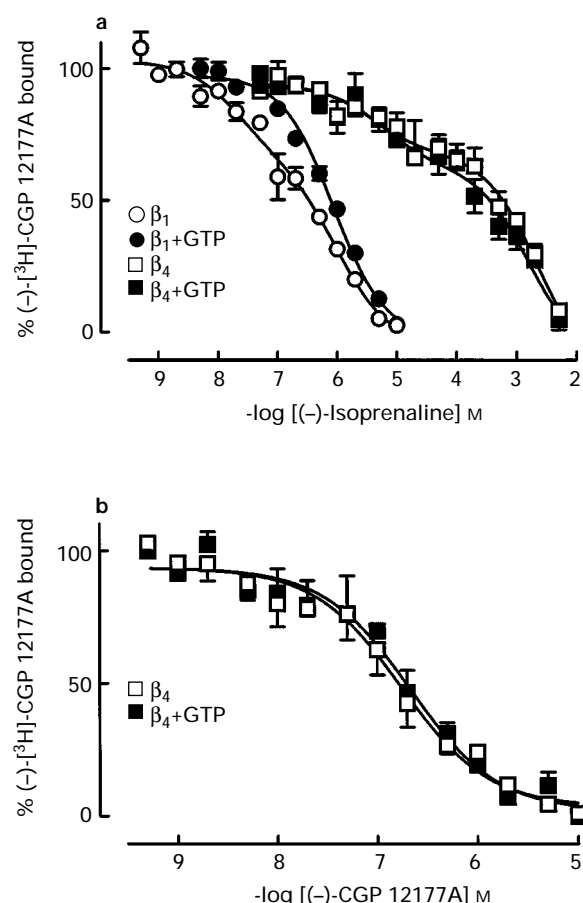 a
% (–)-[³H]-CGP 12177A bound
100
50
0
β₁
β₁+GTP
β₄
β₄+GTP
9 8 7 6 5 4 3 2
-log [(–)-Isoprenaline] M
b
% (–)-[³H]-CGP 12177A bound
100
50
0
β₄
β₄+GTP
9 8 7 6 5
-log [(–)-CGP 12177A] M